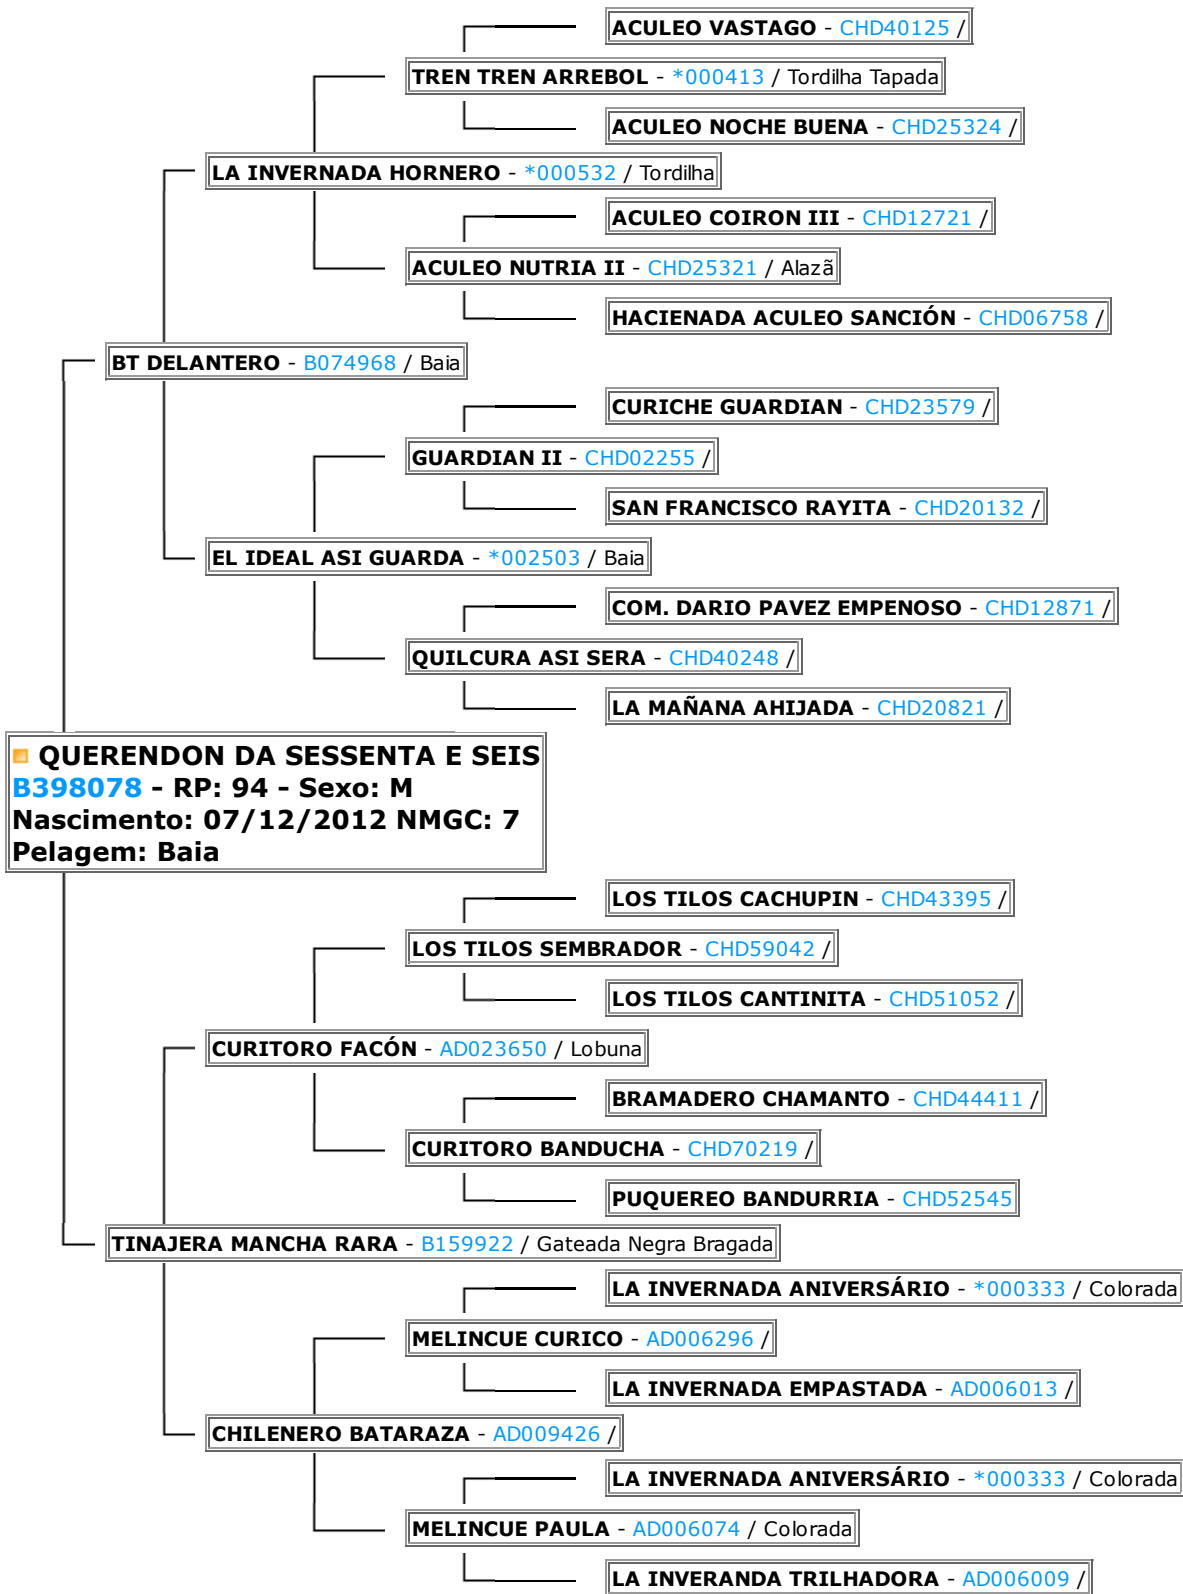 ACULEO VASTAGO - CHD40125 /
TREN TREN ARREBOL - *000413 / Tordilha Tapada
ACULEO NOCHE BUENA - CHD25324 /
LA INVERNADA HORNERO - *000532 / Tordilha
ACULEO COIRON III - CHD12721 /
ACULEO NUTRIA II - CHD25321 / Alazã
HACIENADA ACULEO SANCIÓN - CHD06758 /
BT DELANTERO - B074968 / Baia
CURICHE GUARDIAN - CHD23579 /
GUARDIAN II - CHD02255 /
SAN FRANCISCO RAYITA - CHD20132 /
EL IDEAL ASI GUARDA - *002503 / Baia
COM. DARIO PAVEZ EMPENOSO - CHD12871 /
QUILCURA ASI SERA - CHD40248 /
LA MAÑANA AHIJADA - CHD20821 /
QUERENDON DA SESSENTA E SEIS
B398078 - RP: 94 - Sexo: M
Nascimento: 07/12/2012 NMGC: 7
Pelagem: Baia
LOS TILOS CACHUPIN - CHD43395 /
LOS TILOS SEMBRADOR - CHD59042 /
LOS TILOS CANTINITA - CHD51052 /
CURITORO FACÓN - AD023650 / Lobuna
BRAMADERO CHAMANTO - CHD44411 /
CURITORO BANDUCHA - CHD70219 /
PUQUEREO BANDURRIA - CHD52545
TINAJERA MANCHA RARA - B159922 / Gateada Negra Bragada
LA INVERNADA ANIVERSÁRIO - *000333 / Colorada
MELINCUE CURICO - AD006296 /
LA INVERNADA EMPASTADA - AD006013 /
CHILENERO BATARAZA - AD009426 /
LA INVERNADA ANIVERSÁRIO - *000333 / Colorada
MELINCUE PAULA - AD006074 / Colorada
LA INVERANDA TRILHADORA - AD006009 /